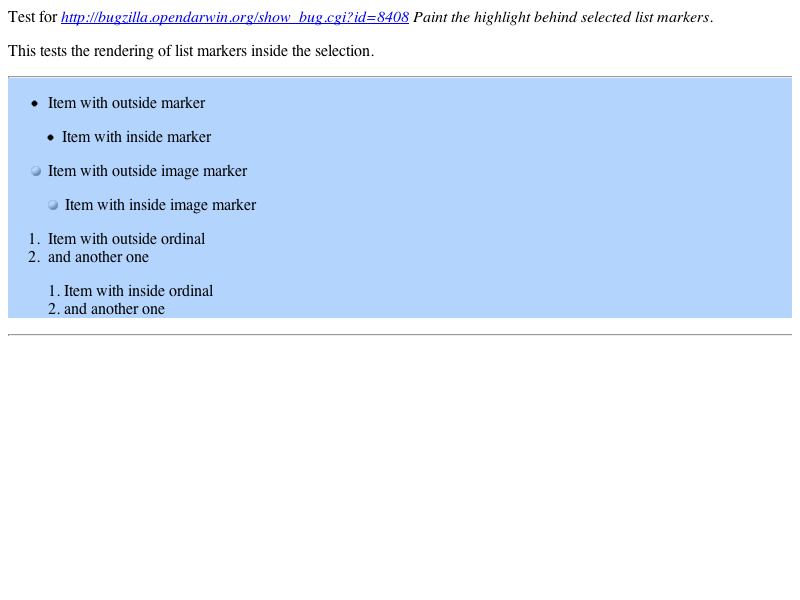 Test for http://bugzilla.opendarwin.org/show_bug.cgi?id=8408 Paint the highlight behind selected list markers.
This tests the rendering of list markers inside the selection.
• Item with outside marker
• Item with inside marker
Item with outside image marker
Item with inside image marker
1. Item with outside ordinal
2. and another one
1. Item with inside ordinal
2. and another one